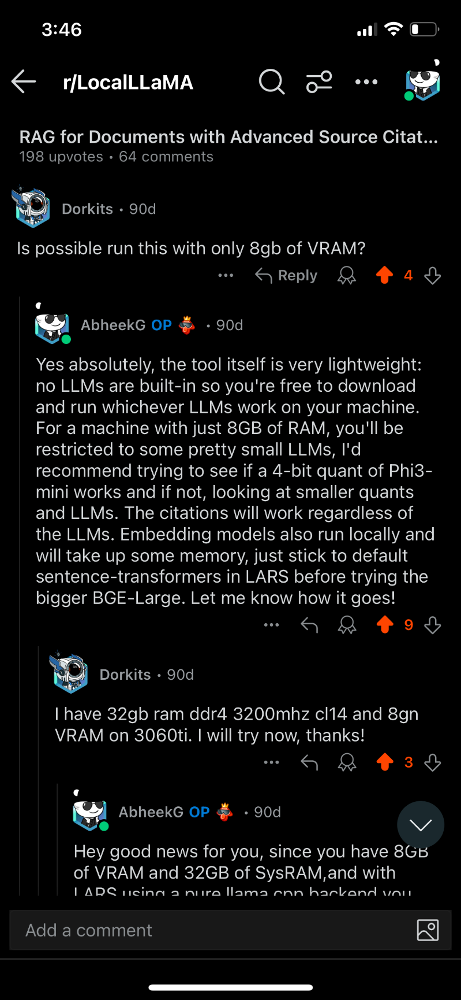 3:46
r/LocalLLaMA
RAG for Documents with Advanced Source Citat...
198 upvotes • 64 comments
Dorkits • 90d
Is possible run this with only 8gb of VRAM?
Reply 4
AbheekG OP • 90d
Yes absolutely, the tool itself is very lightweight:
no LLMs are built-in so you're free to download
and run whichever LLMs work on your machine.
For a machine with just 8GB of RAM, you'll be
restricted to some pretty small LLMs, I'd
recommend trying to see if a 4-bit quant of Phi3-
mini works and if not, looking at smaller quants
and LLMs. The citations will work regardless of
the LLMs. Embedding models also run locally and
will take up some memory, just stick to default
sentence-transformers in LARS before trying the
bigger BGE-Large. Let me know how it goes!
9
Dorkits • 90d
I have 32gb ram ddr4 3200mhz cl14 and 8gn
VRAM on 3060ti. I will try now, thanks!
3
AbheekG OP • 90d
Hey good news for you, since you have 8GB
of VRAM and 32GB of SysRAM,and with
LARS using a pure llama cpp backend you
Add a comment